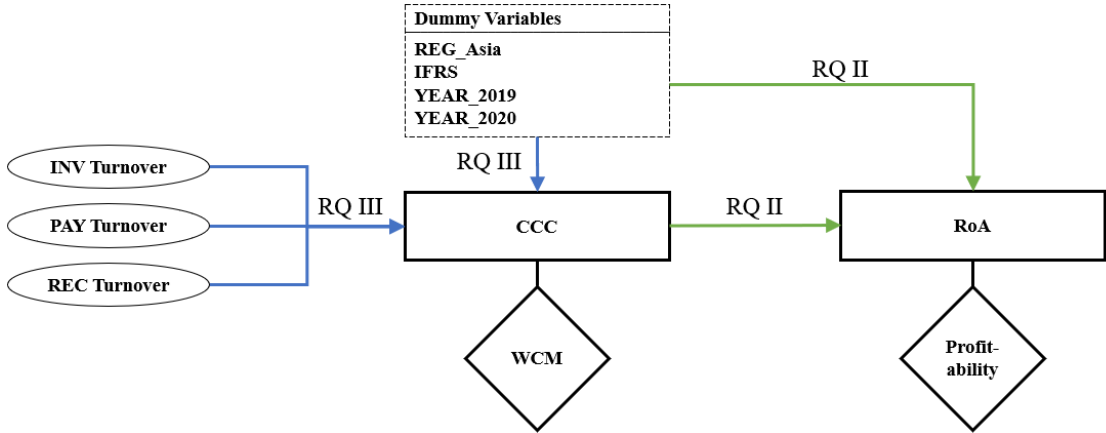 Dummy Variables
REG_Asia
IFRS
YEAR_2019
YEAR_2020
RQ II
RQ III
INV Turnover
PAY Turnover
REC Turnover
RQ III
CCC
RQ II
RoA
WCM
Profit-
ability